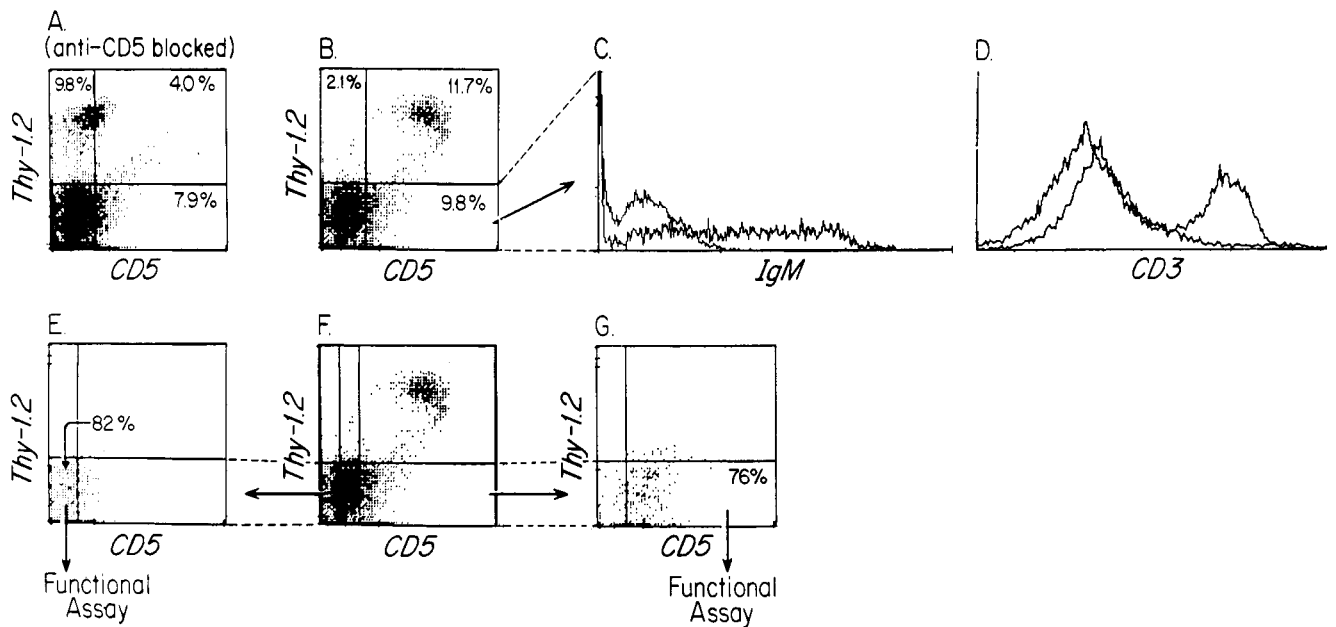 A.
(anti-CD5 blocked)
9.8%
4.0%
7.9%
Thy-1.2
CD5
B.
2.1%
11.7%
9.8%
Thy-1.2
CD5
C.
IgM
D.
CD3
E.
82%
Thy-1.2
CD5
Functional
Assay
F.
Thy-1.2
CD5
G.
76%
Thy-1.2
CD5
Functional
Assay